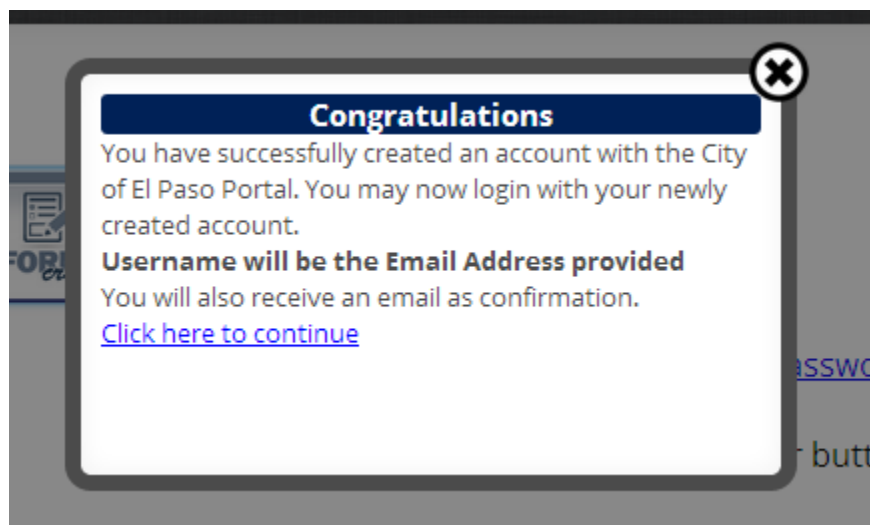 Congratulations
You have successfully created an account with the City
of El Paso Portal. You may now login with your newly
created account.
Username will be the Email Address provided
You will also receive an email as confirmation.
Click here to continue